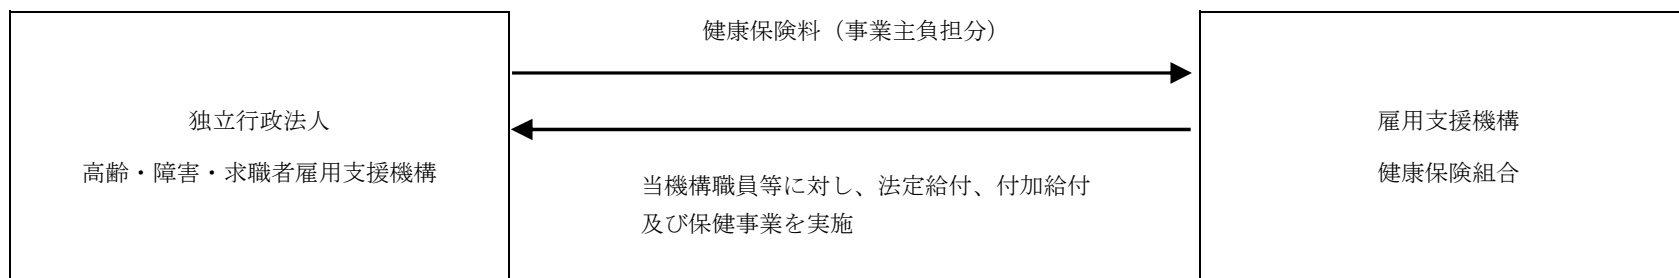 健康保険料（事業主負担分）
独立行政法人
高齢・障害・求職者雇用支援機構
雇用支援機構
健康保険組合
当機構職員等に対し、法定給付、付加給付
及び保健事業を実施